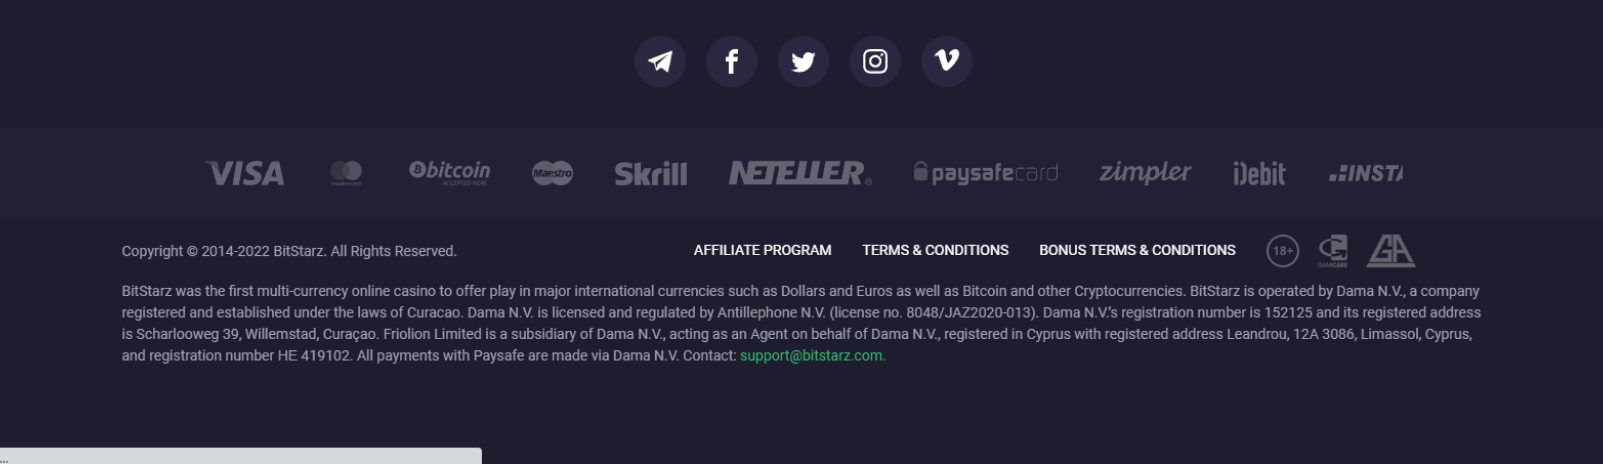 VISA
mastercard
bitcoin
ACCEPTED HERE
Maestro
Skrill
NETELLER®
paysafecard
zimpler
iDebit
INSTA
Copyright © 2014-2022 BitStarz. All Rights Reserved.
AFFILIATE PROGRAM
TERMS & CONDITIONS
BONUS TERMS & CONDITIONS
18+
GAMCARE
GA
BitStarz was the first multi-currency online casino to offer play in major international currencies such as Dollars and Euros as well as Bitcoin and other Cryptocurrencies. BitStarz is operated by Dama N.V., a company
registered and established under the laws of Curacao. Dama N.V. is licensed and regulated by Antillephone N.V. (license no. 8048/JAZ2020-013). Dama N.V.'s registration number is 152125 and its registered address
is Scharlooweg 39, Willemstad, Curaçao. Friolion Limited is a subsidiary of Dama N.V., acting as an Agent on behalf of Dama N.V., registered in Cyprus with registered address Leandrou, 12A 3086, Limassol, Cyprus,
and registration number HE 419102. All payments with Paysafe are made via Dama N.V. Contact: support@bitstarz.com.
...